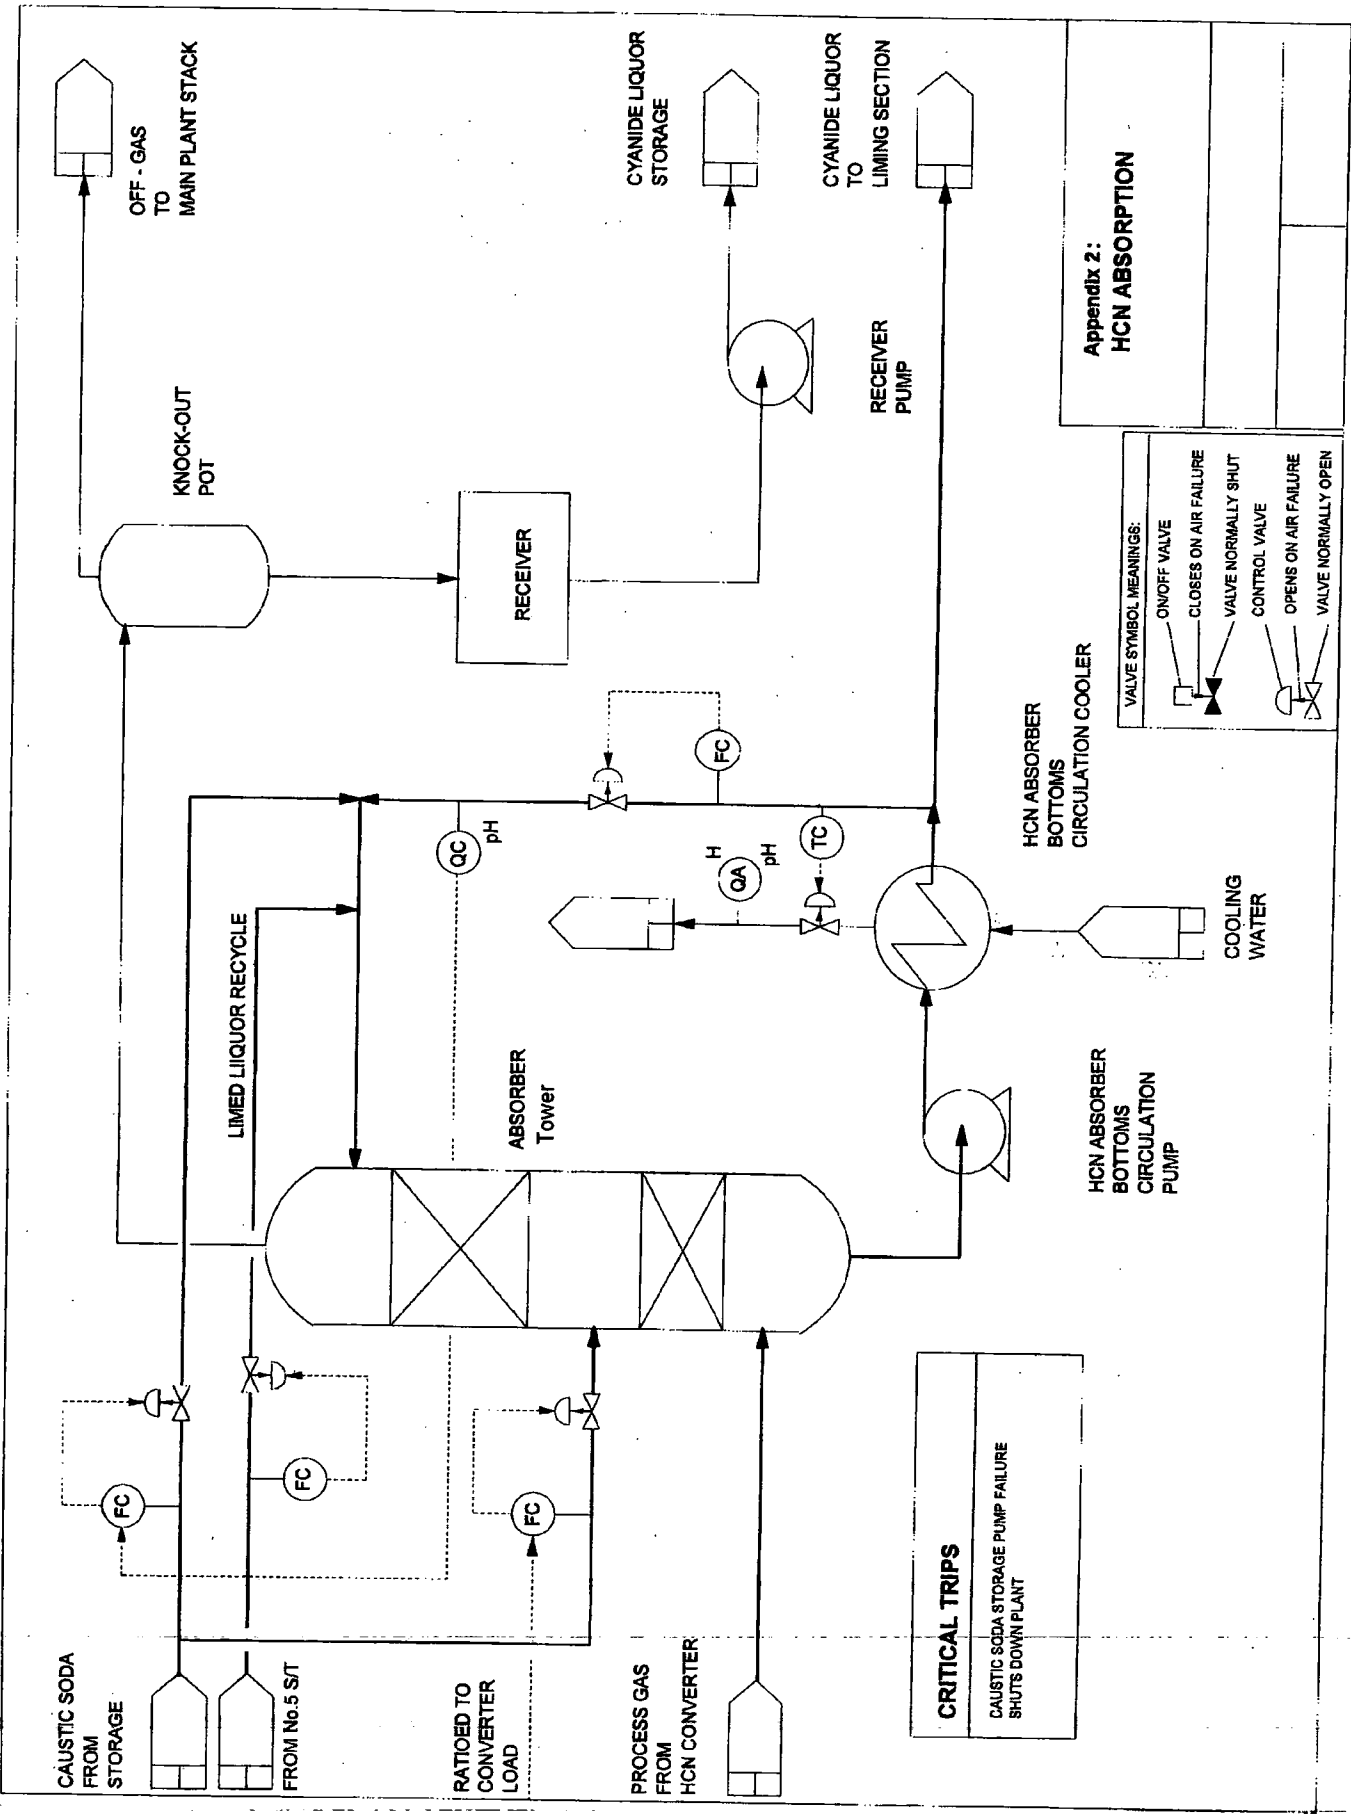 CAUSTIC SODA
FROM
STORAGE
FROM No.5 S/T
RATIOED TO
CONVERTER
LOAD
PROCESS GAS
FROM
HCN CONVERTER
FC
FC
FC
LIMED LIIQUOR RECYCLE
ABSORBER
Tower
QC
pH
FC
TC
QA
H
pH
OFF - GAS
TO
MAIN PLANT STACK
KNOCK-OUT
POT
RECEIVER
RECEIVER
PUMP
CYANIDE LIQUOR
STORAGE
CYANIDE LIQUOR
TO
LIMING SECTION
HCN ABSORBER
BOTTOMS
CIRCULATION
PUMP
HCN ABSORBER
BOTTOMS
CIRCULATION COOLER
COOLING
WATER
CRITICAL TRIPS
CAUSTIC SODA STORAGE PUMP FAILURE
SHUTS DOWN PLANT
VALVE SYMBOL MEANINGS:
ON/OFF VALVE
CLOSES ON AIR FAILURE
VALVE NORMALLY SHUT
CONTROL VALVE
OPENS ON AIR FAILURE
VALVE NORMALLY OPEN
Appendix 2:
HCN ABSORPTION